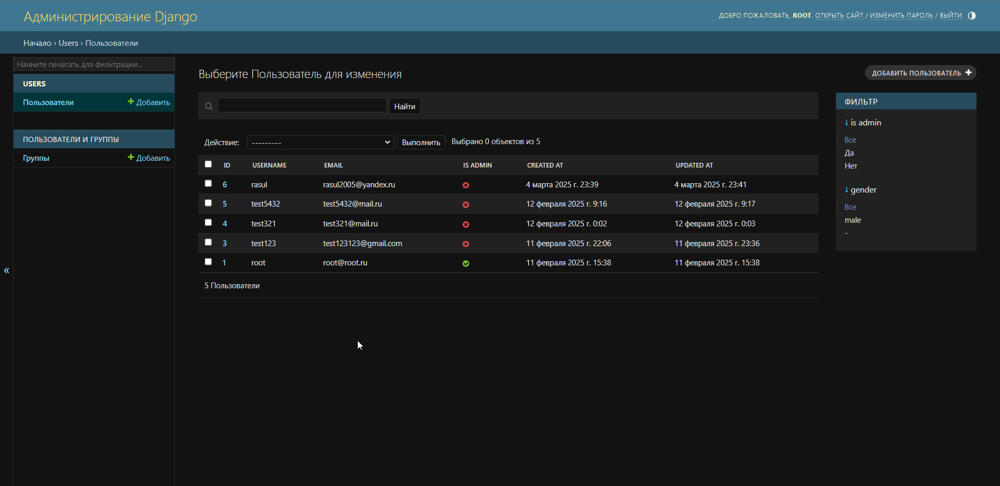 Администрирование Django
ДОБРО ПОЖАЛОВАТЬ, ROOT. ОТКРЫТЬ САЙТ / ИЗМЕНИТЬ ПАРОЛЬ / ВЫЙТИ
Начало › Users › Пользователи
Начните печатать для фильтрации...
USERS
Пользователи + Добавить
ПОЛЬЗОВАТЕЛИ И ГРУППЫ
Группы + Добавить
«
Выберите Пользователь для изменения
ДОБАВИТЬ ПОЛЬЗОВАТЕЛЬ +
Найти
Действие: --------- Выполнить Выбрано 0 объектов из 5
ID USERNAME EMAIL IS ADMIN CREATED AT UPDATED AT
6 rasul rasul2005@yandex.ru 4 марта 2025 г. 23:39 4 марта 2025 г. 23:41
5 test5432 test5432@mail.ru 12 февраля 2025 г. 9:16 12 февраля 2025 г. 9:17
4 test321 test321@mail.ru 12 февраля 2025 г. 0:02 12 февраля 2025 г. 0:03
3 test123 test123123@gmail.com 11 февраля 2025 г. 22:06 11 февраля 2025 г. 23:36
1 root root@root.ru 11 февраля 2025 г. 15:38 11 февраля 2025 г. 15:38
5 Пользователи
ФИЛЬТР
↓ is admin
Все
Да
Нет
↓ gender
Все
male
-